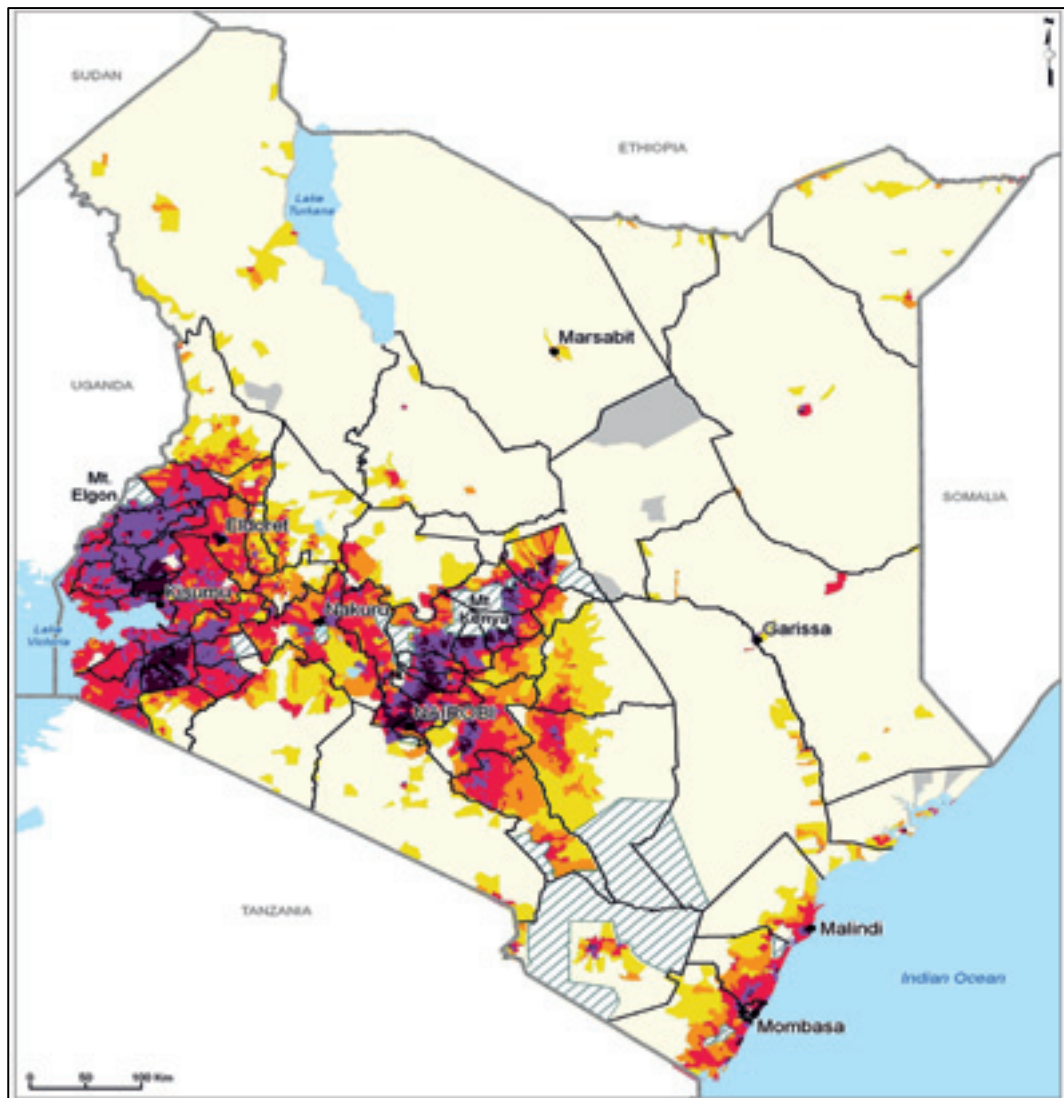 N
SUDAN
ETHIOPIA
Lake
Turkana
Marsabit
UGANDA
Mt.
Elgon
SOMALIA
Eldoret
Kisumu
Nakuru
Mt.
Kenya
Lake
Victoria
Garissa
NAIROBI
TANZANIA
Malindi
Indian Ocean
Mombasa
0 50 100 Km